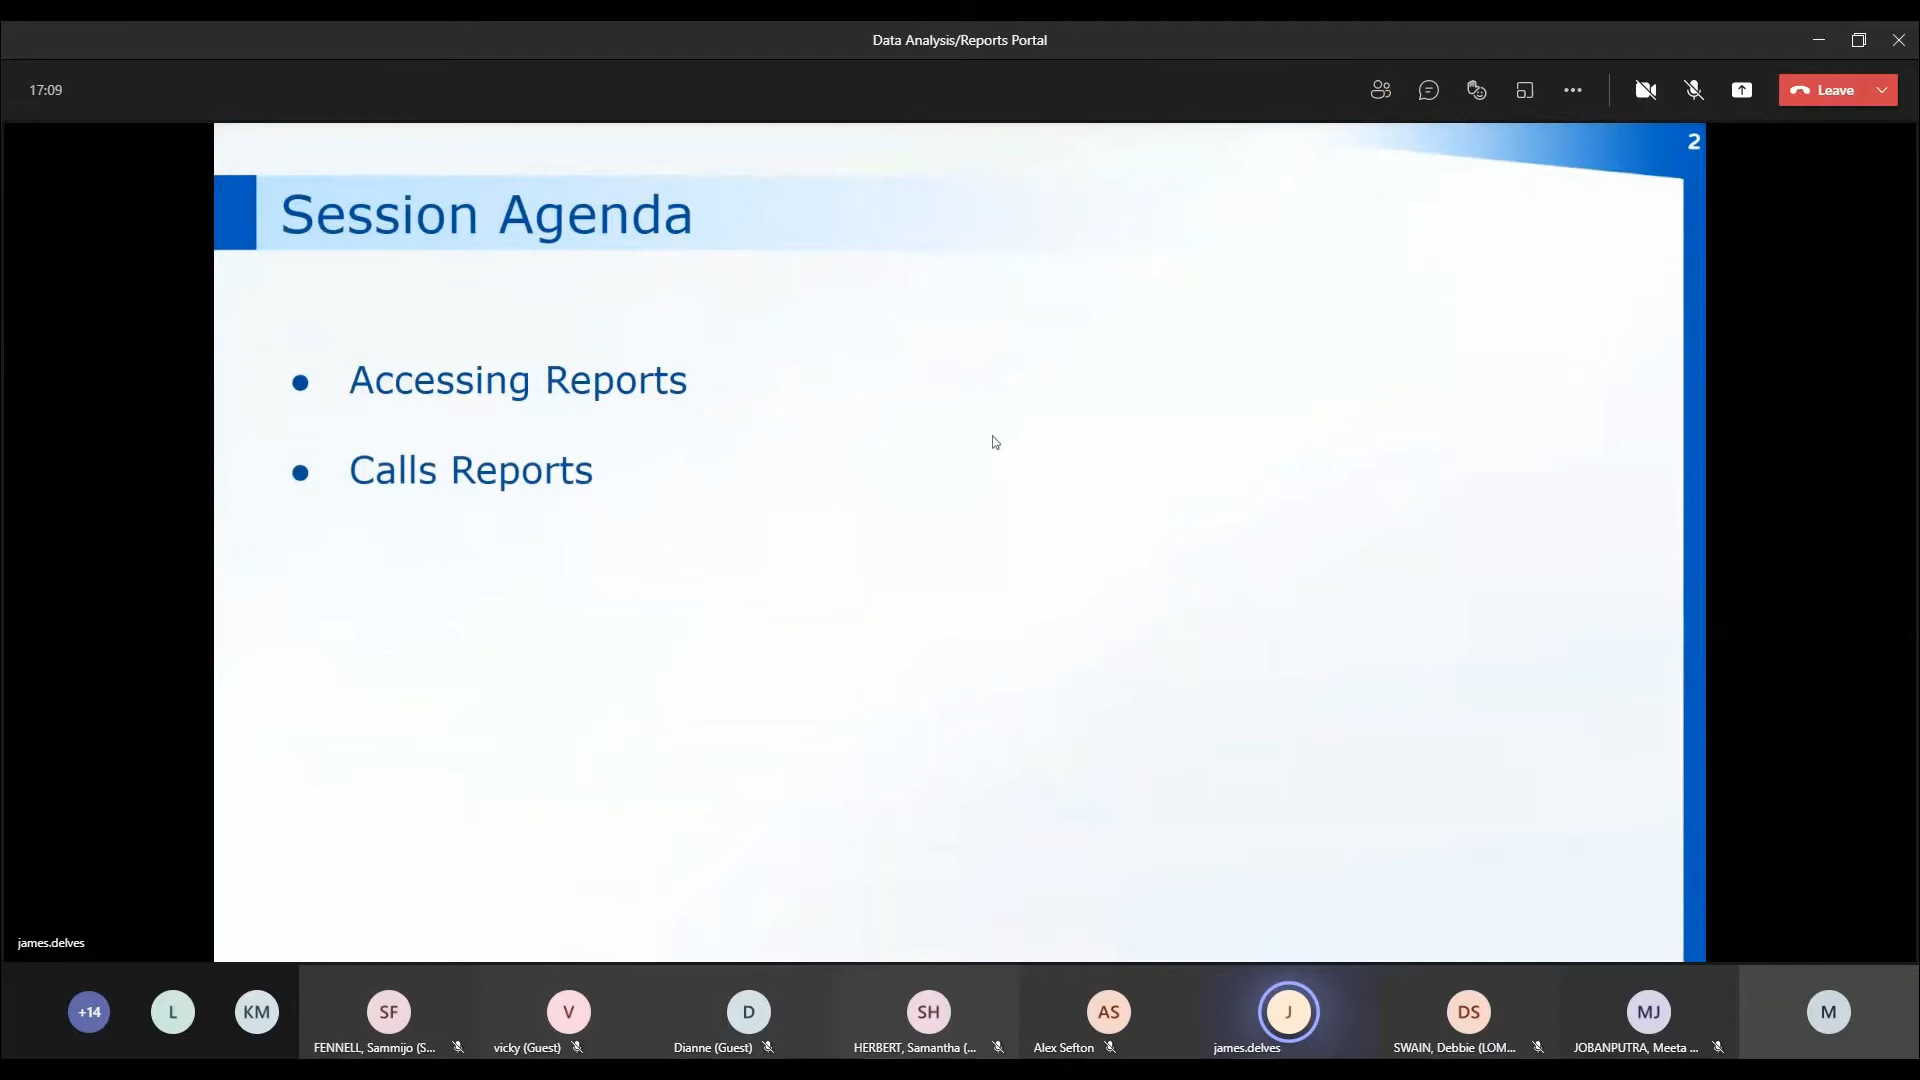 Data Analysis/Reports Portal
17:09
Leave
2
Session Agenda
● Accessing Reports
● Calls Reports
james.delves
+14
L
KM
SF
V
D
SH
AS
J
DS
MJ
M
FENNELL, Sammijo (S...
vicky (Guest)
Dianne (Guest)
HERBERT, Samantha (...
Alex Sefton
james.delves
SWAIN, Debbie (LOM...
JOBANPUTRA, Meeta ...